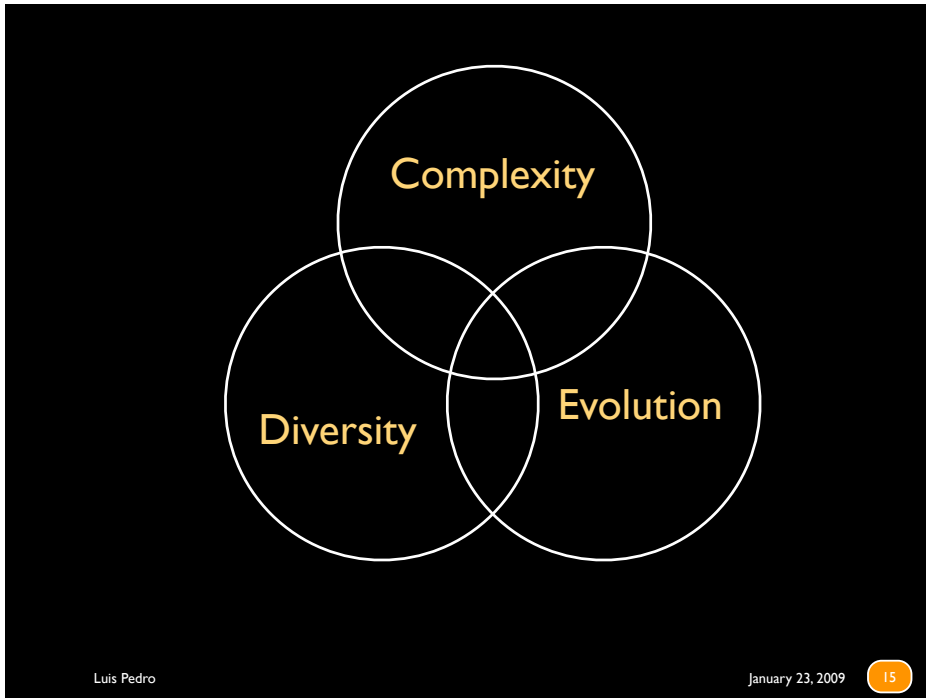 Complexity
Diversity
Evolution
Luis Pedro
January 23, 2009
15